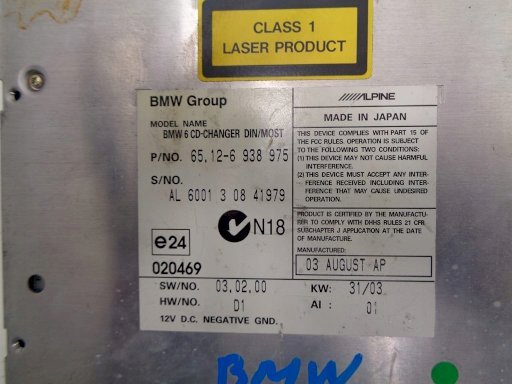 CLASS 1
LASER PRODUCT
BMW Group
MODEL NAME
BMW 6 CD-CHANGER DIN/MOST
P/NO. 65.12-6 938 975
S/NO.
AL 6001 3 08 41979
N18
e24
020469
ALPINE
MADE IN JAPAN
THIS DEVICE COMPLIES WITH PART 15 OF
THE FCC RULES. OPERATION IS SUBJECT
TO THE FOLLOWING TWO CONDITIONS:
(1) THIS DEVICE MAY NOT CAUSE HARMFUL
INTERFERENCE.
(2) THIS DEVICE MUST ACCEPT ANY INTER-
FERENCE RECEIVED INCLUDING INTER-
FERENCE THAT MAY CAUSE UNDESIRED
OPERATION.
PRODUCT IS CERTIFIED BY THE MANUFACTU-
RER TO COMPLY WITH DHHS RULES 21 CFR
SUBCHAPTER J APPLICATION AT THE DATE
OF MANUFACTURE.
MANUFACTURED:
03 AUGUST AP
SW/NO. 03.02.00 KW: 31/03
HW/NO. D1 AI : 01
12V D.C. NEGATIVE GND.
BMW